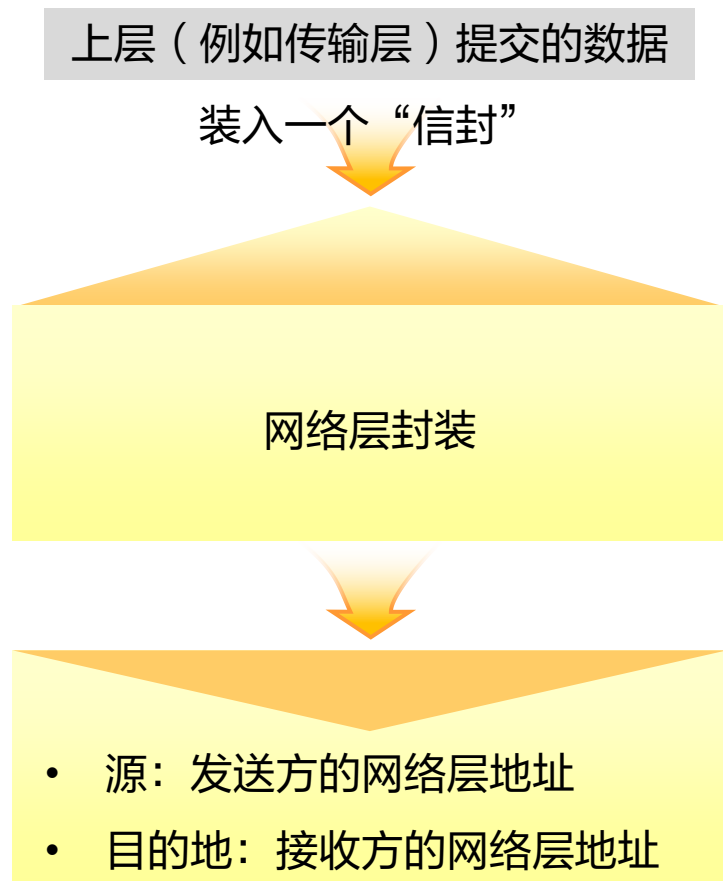 上层（例如传输层）提交的数据
装入一个“信封”
网络层封装
• 源：发送方的网络层地址
• 目的地：接收方的网络层地址